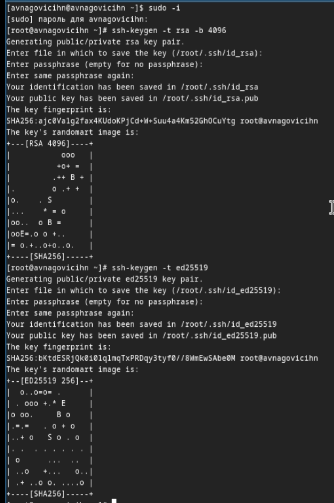 [avnagovicihn@avnagovicihn ~]$ sudo -i
[sudo] пароль для avnagovicihn:
[root@avnagovicihn ~]# ssh-keygen -t rsa -b 4096
Generating public/private rsa key pair.
Enter file in which to save the key (/root/.ssh/id_rsa):
Enter passphrase (empty for no passphrase):
Enter same passphrase again:
Your identification has been saved in /root/.ssh/id_rsa
Your public key has been saved in /root/.ssh/id_rsa.pub
The key fingerprint is:
SHA256:ajc0Valg2fax4KUdoKPjCd+W+Suu4a4Km52GhOCuYtg root@avnagovicihn
The key's randomart image is:
+---[RSA 4096]----+
|          ooo    |
|         +o+ =   |
|        .++ B +  |
|.        o .+ +  |
|o.    . S        |
|...    * = o     |
|oo..  o B =      |
|ooE=.o o +..     |
|= o.+..o+o..o.   |
+----[SHA256]-----+
[root@avnagovicihn ~]# ssh-keygen -t ed25519
Generating public/private ed25519 key pair.
Enter file in which to save the key (/root/.ssh/id_ed25519):
Enter passphrase (empty for no passphrase):
Enter same passphrase again:
Your identification has been saved in /root/.ssh/id_ed25519
Your public key has been saved in /root/.ssh/id_ed25519.pub
The key fingerprint is:
SHA256:bKtdESRjQk0i01qlmqTxPRDqy3tyf0//8WmEwSAbe0M root@avnagovicihn
The key's randomart image is:
+--[ED25519 256]--+
|  o..o=o= .      |
| . ooo +.* E     |
|o oo.     B o    |
|.=.=   . o + o   |
|..+ o   S o . o  |
|. .  . . . . .   |
| o      ... ..   |
| ..o   +...  o..|
| .+ ..o o. ....o |
+----[SHA256]-----+